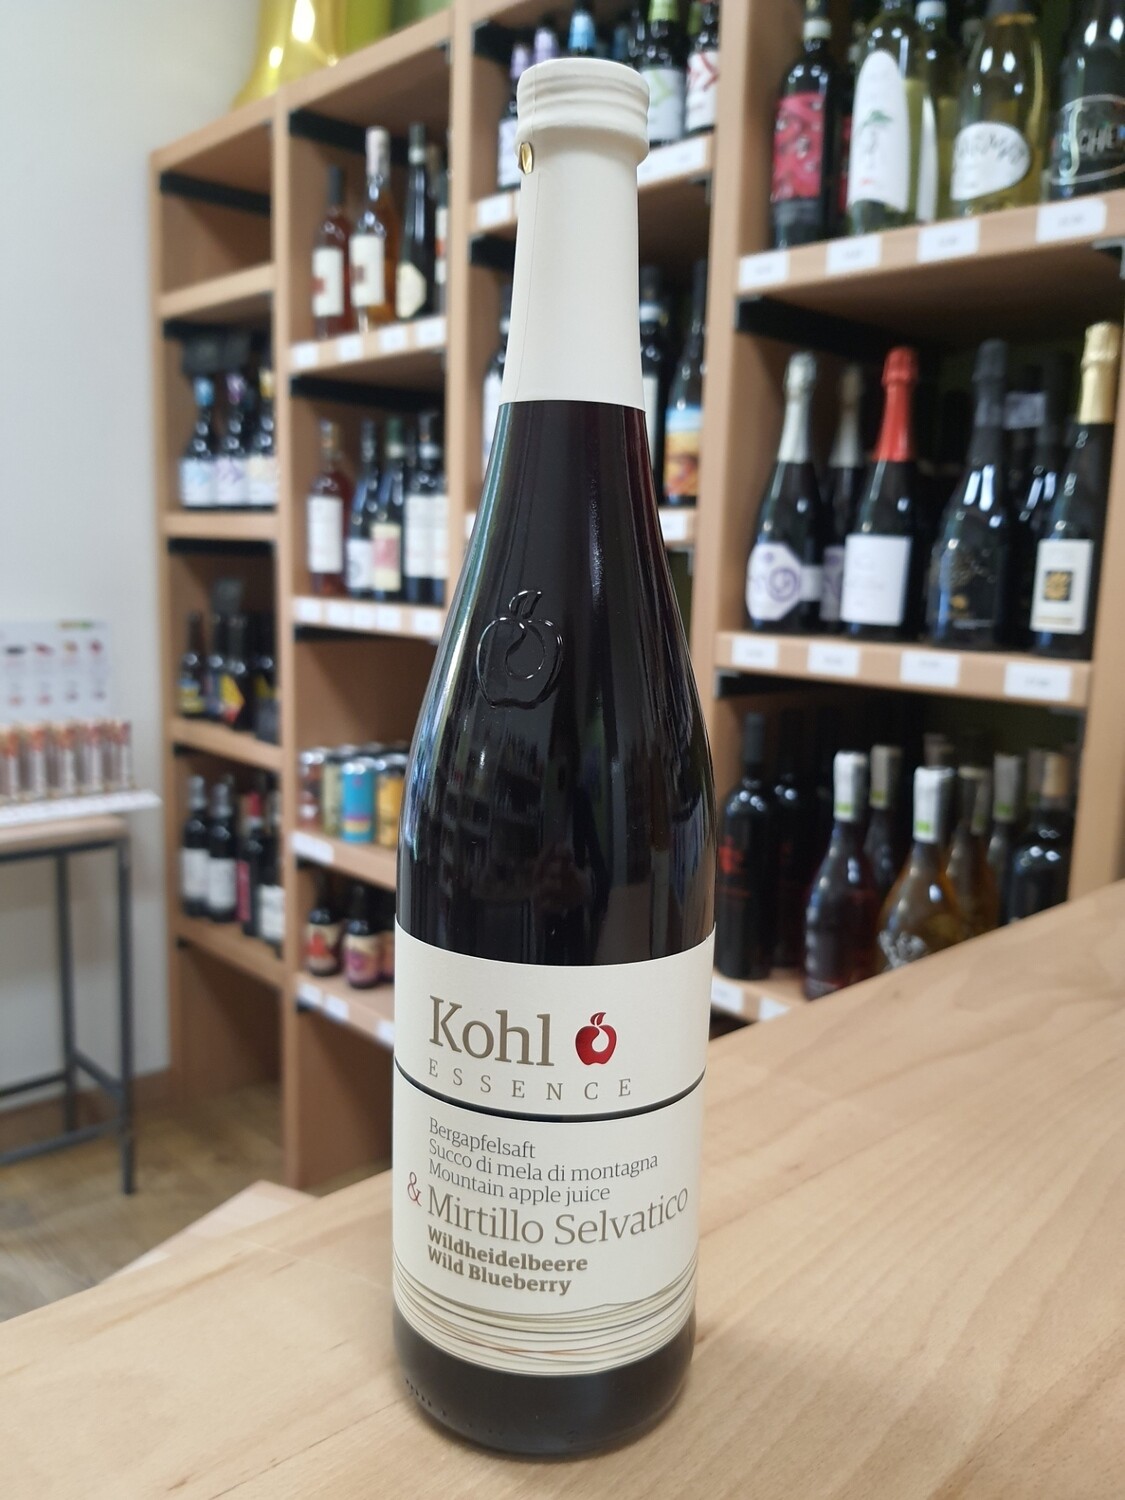 Kohl
ESSENCE
Bergapfelsaft
Succo di mela di montagna
Mountain apple juice
& Mirtillo Selvatico
Wildheidelbeere
Wild Blueberry